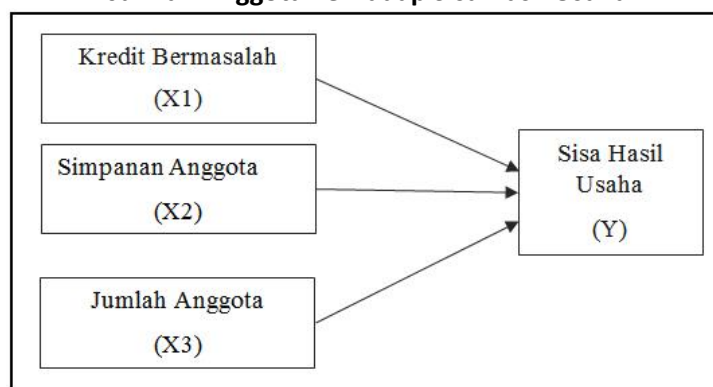 Kredit Bermasalah
(X1)
Simpanan Anggota
(X2)
Jumlah Anggota
(X3)
Sisa Hasil
Usaha
(Y)